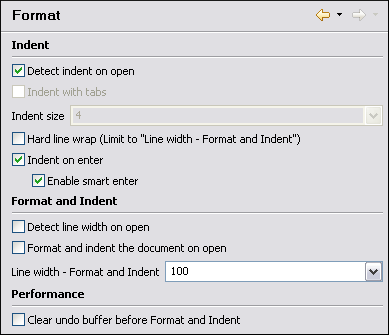 Format
Indent
Detect indent on open
Indent with tabs
Indent size 4
Hard line wrap (Limit to "Line width - Format and Indent")
Indent on enter
Enable smart enter
Format and Indent
Detect line width on open
Format and indent the document on open
Line width - Format and Indent 100
Performance
Clear undo buffer before Format and Indent